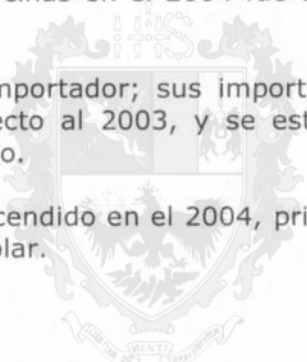 en el 2004
mportador; sus import
ecto al 2003, y se est
o.
cendido en el 2004, pri
olar.